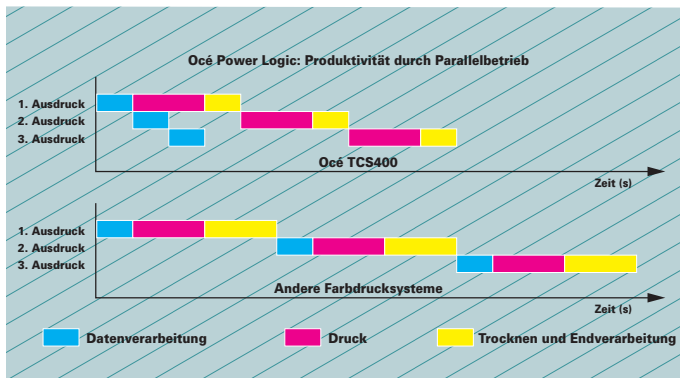 Océ Power Logic: Produktivität durch Parallelbetrieb
1. Ausdruck
2. Ausdruck
3. Ausdruck
Océ TCS400
Zeit (s)
1. Ausdruck
2. Ausdruck
3. Ausdruck
Andere Farbdrucksysteme
Zeit (s)
Datenverarbeitung Druck Trocknen und Endverarbeitung